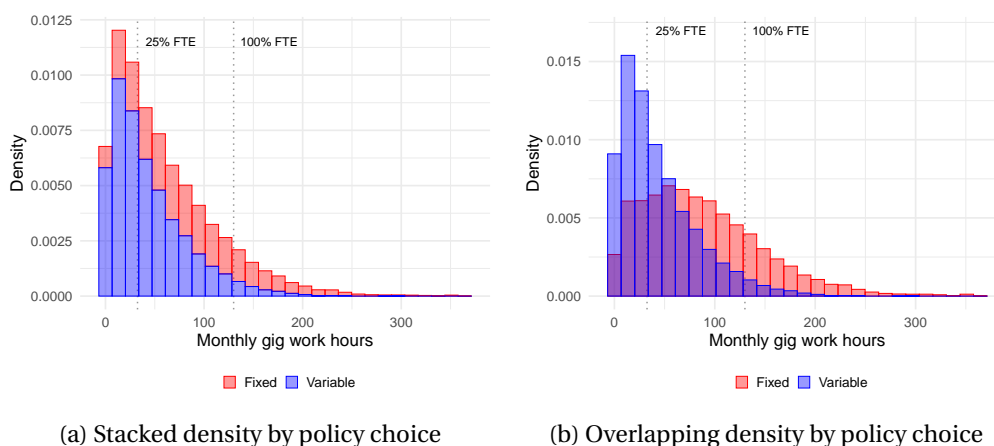 0.0125
0.0100
0.0075
0.0050
0.0025
0.0000
Density
25% FTE
100% FTE
0
100
200
300
Monthly gig work hours
Fixed
Variable
(a) Stacked density by policy choice
0.015
0.010
0.005
0.000
Density
25% FTE
100% FTE
0
100
200
300
Monthly gig work hours
Fixed
Variable
(b) Overlapping density by policy choice